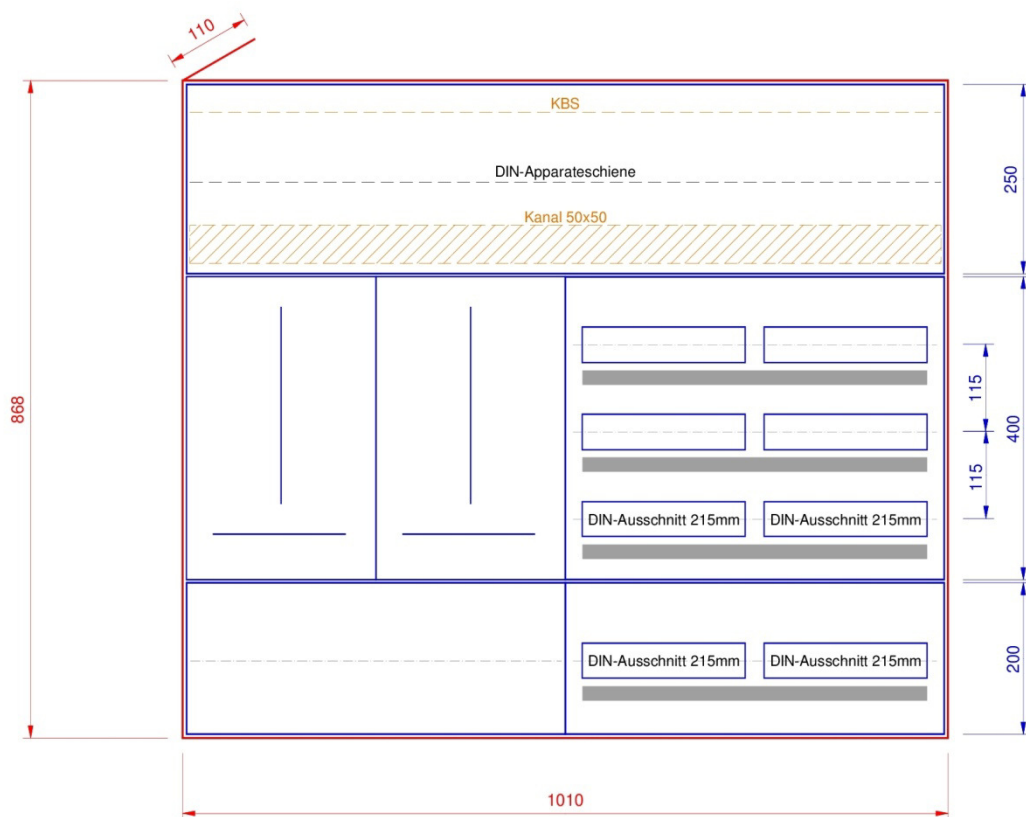 110
KBS
DIN-Apparateschiene
250
Kanal 50x50
868
115
400
115
DIN-Ausschnitt 215mm
DIN-Ausschnitt 215mm
200
DIN-Ausschnitt 215mm
DIN-Ausschnitt 215mm
1010